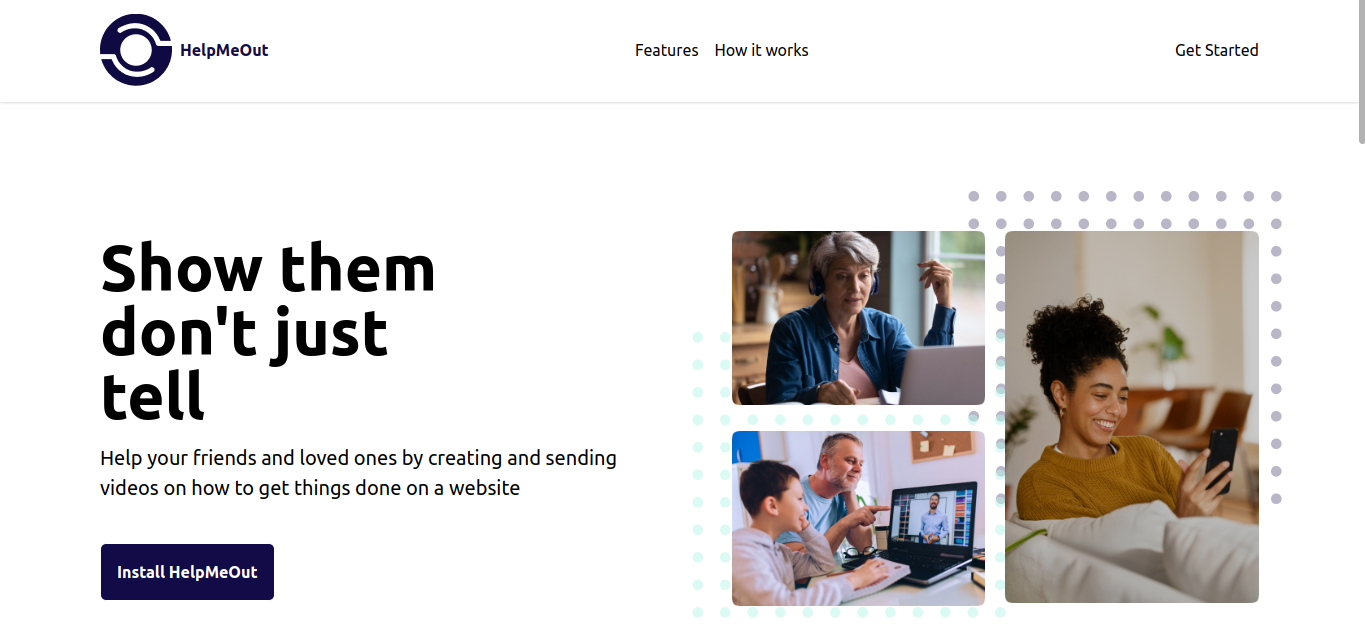 HelpMeOut
Features
How it works
Get Started
Show them
don't just
tell
Help your friends and loved ones by creating and sending
videos on how to get things done on a website
Install HelpMeOut